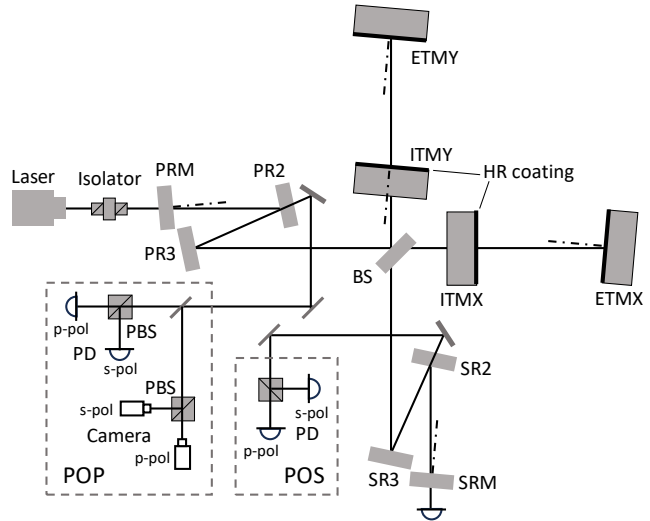 ETMY
ITMY
HR coating
Laser
Isolator
PRM
PR2
PR3
BS
ITMX
ETMX
p-pol
PBS
PD
s-pol
PBS
s-pol
Camera
p-pol
POP
s-pol
PD
p-pol
POS
SR2
SR3
SRM